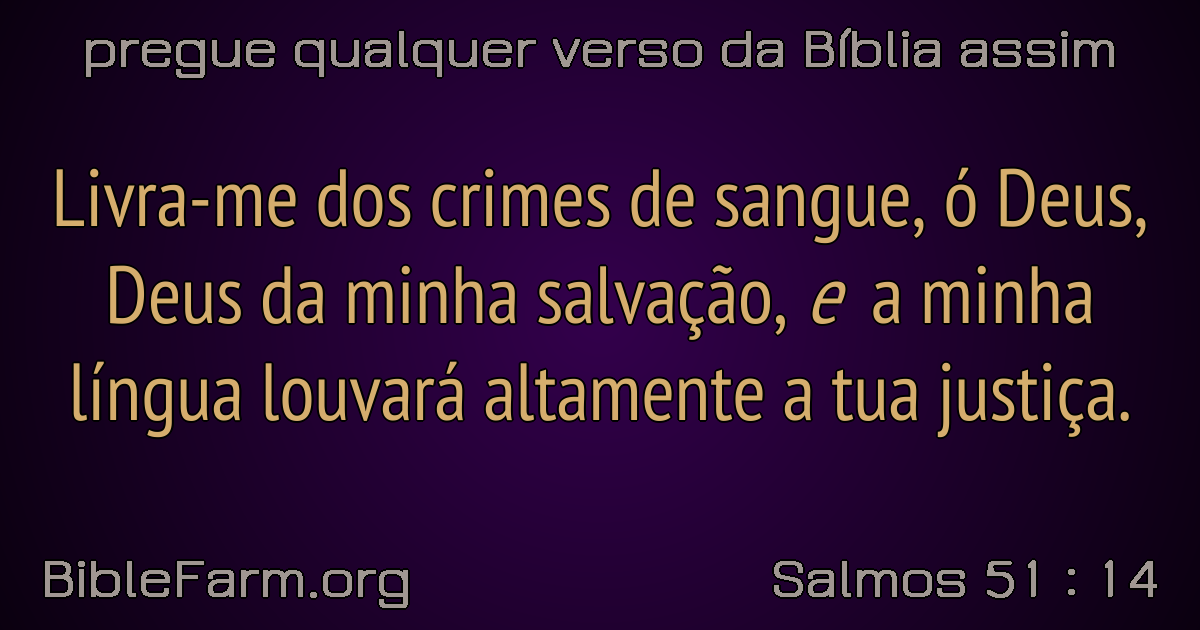 pregue qualquer verso da Bíblia assim
Livra-me dos crimes de sangue, ó Deus,
Deus da minha salvação, e a minha
língua louvará altamente a tua justiça.
BibleFarm.org
Salmos 51 : 14